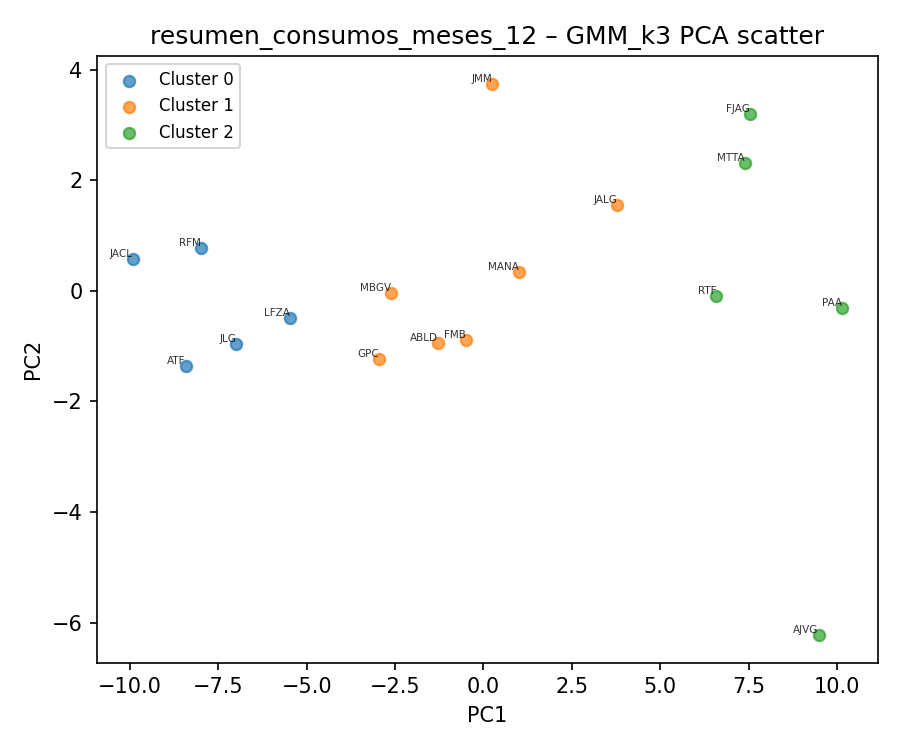 resumen_consumos_meses_12 – GMM_k3 PCA scatter
Cluster 0
Cluster 1
Cluster 2
4
2
0
−2
−4
−6
PC2
JMM
FJAG
MTTA
JALG
RFM
JACL
MANA
MBGV
RTF
PAA
LFZA
JLG
ABLD
FMB
GPC
ATF
AJVG
−10.0
−7.5
−5.0
−2.5
0.0
2.5
5.0
7.5
10.0
PC1